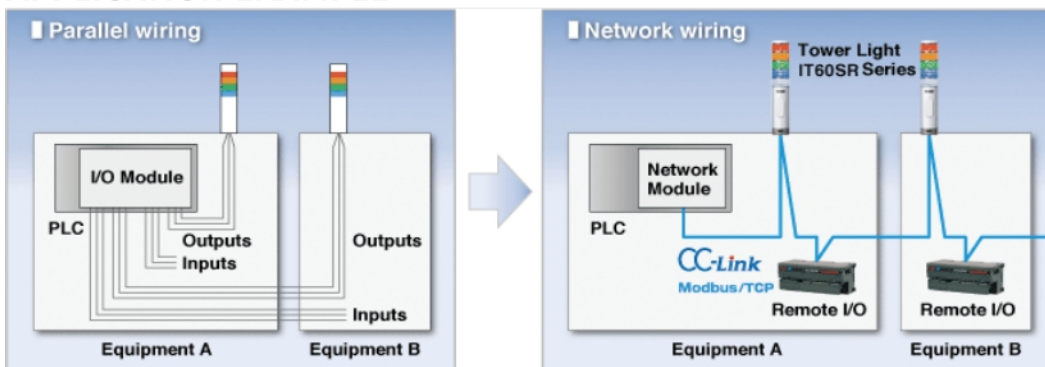 Parallel wiring
I/O Module
PLC
Outputs
Inputs
Outputs
Inputs
Equipment A
Equipment B
Network wiring
Tower Light
IT60SR Series
Network
Module
PLC
CC-Link
Modbus/TCP
Remote I/O
Remote I/O
Equipment A
Equipment B